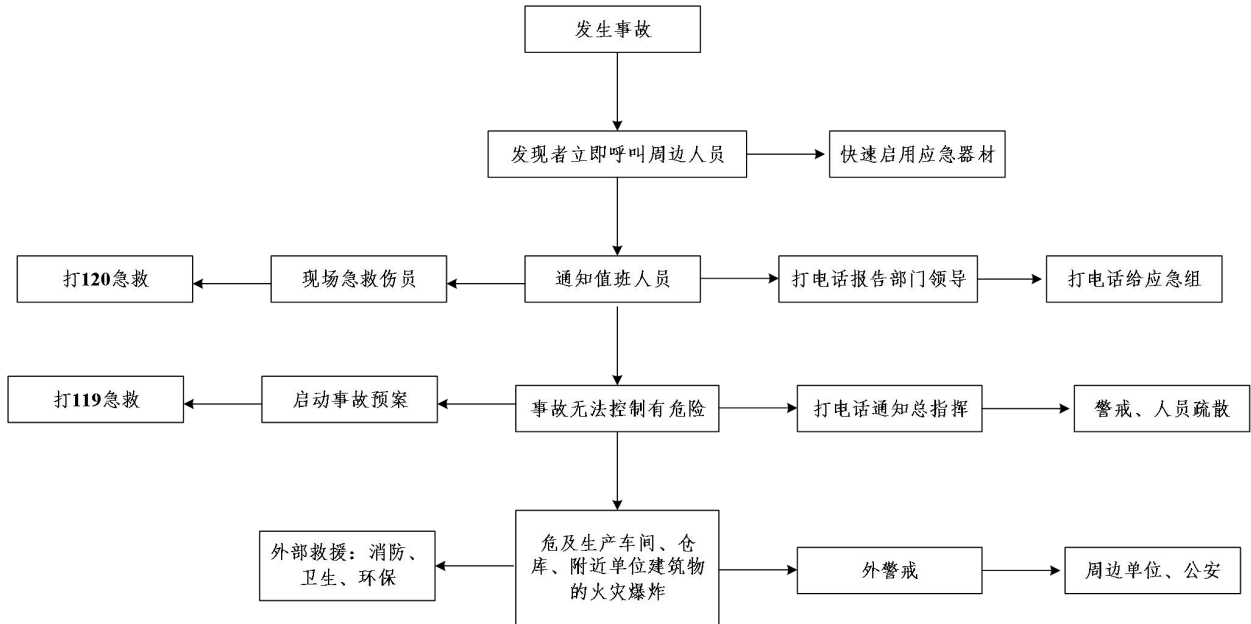 发生事故
发现者立即呼叫周边人员
快速启用应急器材
打120急救
现场急救伤员
通知值班人员
打电话报告部门领导
打电话给应急组
打119急救
启动事故预案
事故无法控制有危险
打电话通知总指挥
警戒、人员疏散
外部救援：消防、
卫生、环保
危及生产车间、仓
库、附近单位建筑物
的火灾爆炸
外警戒
周边单位、公安